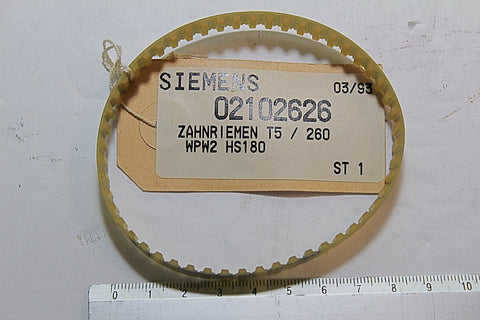 SIEMENS
03/93
02102626
ZAHNRIEMEN T5 / 260
WPW2 HS180
ST 1
0 1 2 3 4 5 6 7 8 9 10